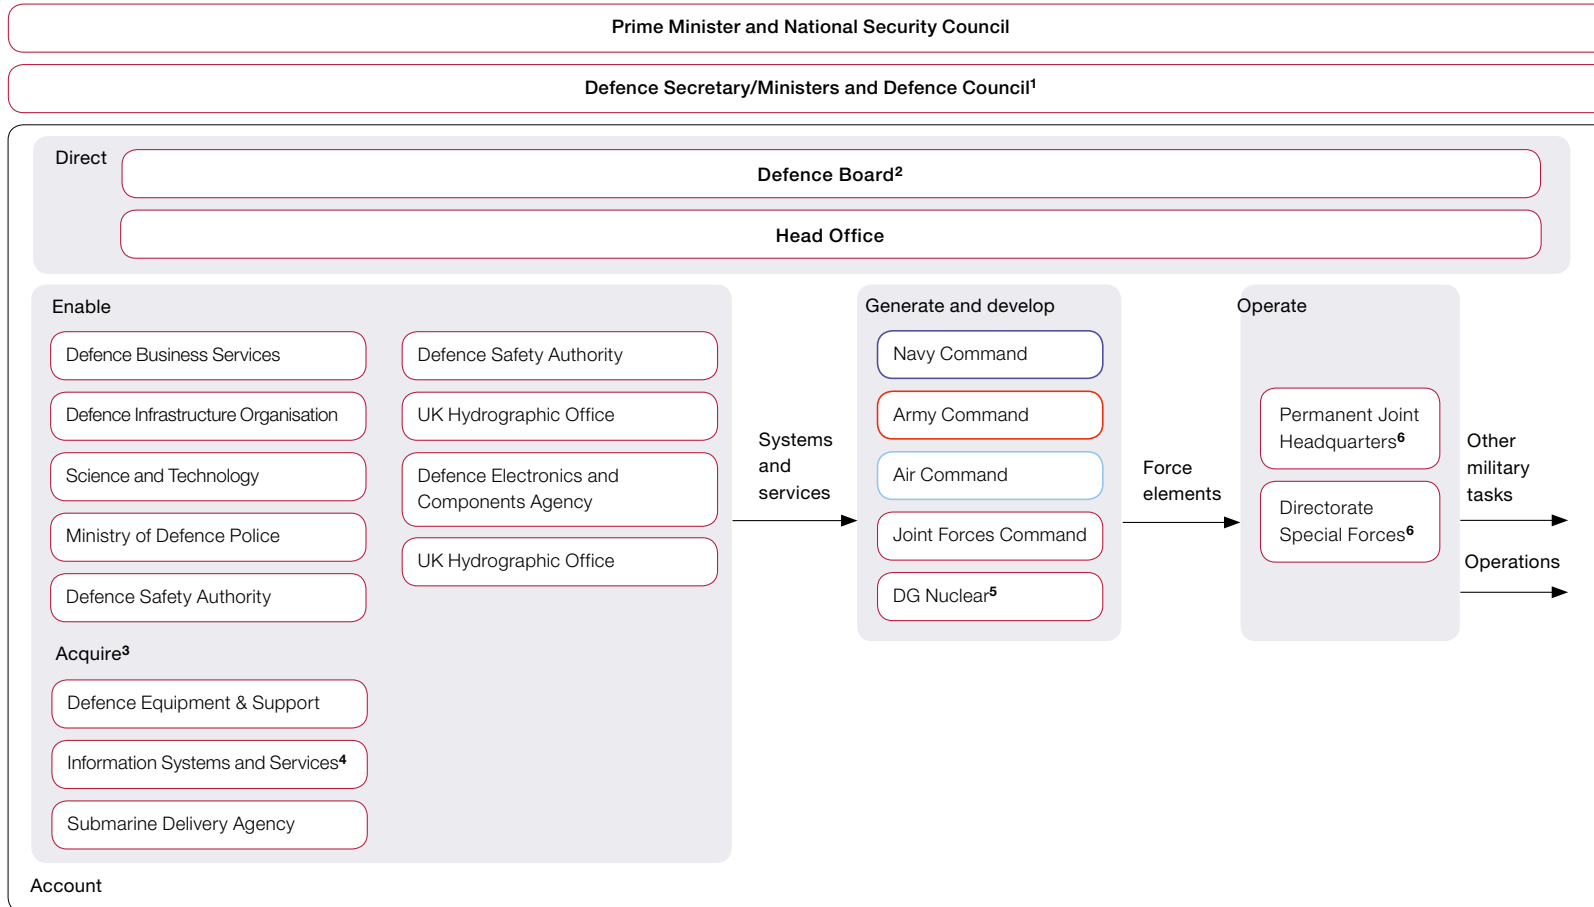 Prime Minister and National Security Council
Defence Secretary/Ministers and Defence Council¹
Direct
Defence Board²
Head Office
Enable
Defence Business Services
Defence Infrastructure Organisation
Science and Technology
Ministry of Defence Police
Defence Safety Authority
Defence Safety Authority
UK Hydrographic Office
Defence Electronics and
Components Agency
UK Hydrographic Office
Acquire³
Defence Equipment & Support
Information Systems and Services⁴
Submarine Delivery Agency
Systems
and
services
Generate and develop
Navy Command
Army Command
Air Command
Joint Forces Command
DG Nuclear⁵
Force
elements
Operate
Permanent Joint
Headquarters⁶
Directorate
Special Forces⁶
Other
military
tasks
Operations
Account